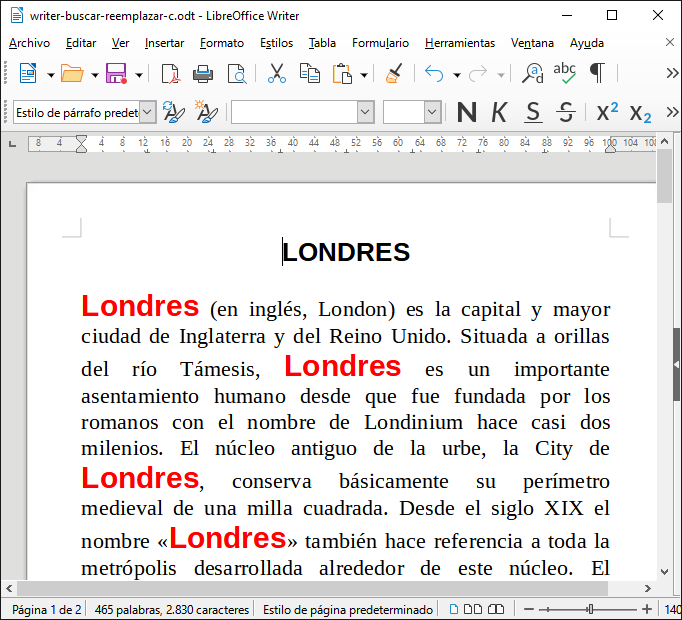 writer-buscar-reemplazar-c.odt - LibreOffice Writer
Archivo Editar Ver Insertar Formato Estilos Tabla Formulario Herramientas Ventana Ayuda
abc
Estilo de párrafo predet N K S S X2 X2
8 4 4 8 12 16 20 24 28 32 36 40 44 48 52 56 60 64 68 72 76 80 84 88 92 96 100 104 108
LONDRES
Londres (en inglés, London) es la capital y mayor
ciudad de Inglaterra y del Reino Unido. Situada a orillas
del río Támesis, Londres es un importante
asentamiento humano desde que fue fundada por los
romanos con el nombre de Londinium hace casi dos
milenios. El núcleo antiguo de la urbe, la City de
Londres, conserva básicamente su perímetro
medieval de una milla cuadrada. Desde el siglo XIX el
nombre «Londres» también hace referencia a toda la
metrópolis desarrollada alrededor de este núcleo. El
Página 1 de 2 465 palabras, 2.830 caracteres Estilo de página predeterminado 140